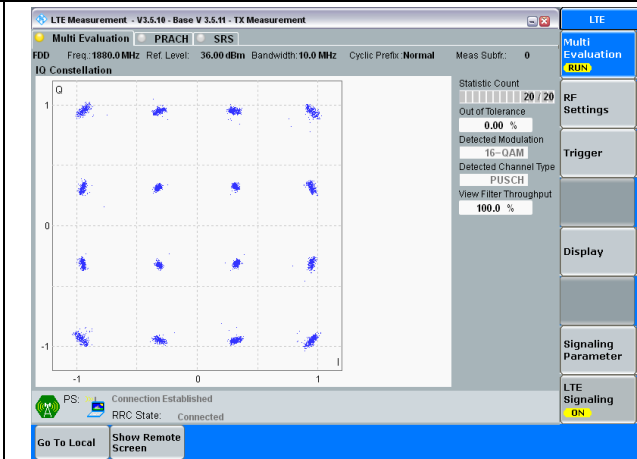 LTE Measurement - V3.5.10 - Base V 3.5.11 - TX Measurement
LTE
Multi Evaluation PRACH SRS
FDD Freq.: 1880.0 MHz Ref. Level: 36.00 dBm Bandwidth: 10.0 MHz Cyclic Prefix: Normal Meas Subfr.: 0
IQ Constellation
Q
1
0
-1
I
-1 0 1
Statistic Count
20 / 20
Out of Tolerance
0.00 %
Detected Modulation
16-QAM
Detected Channel Type
PUSCH
View Filter Throughput
100.0 %
Multi
Evaluation
RUN
RF
Settings
Trigger
Display
Signaling
Parameter
LTE
Signaling
ON
PS: Connection Established
RRC State: Connected
Go To Local
Show Remote
Screen